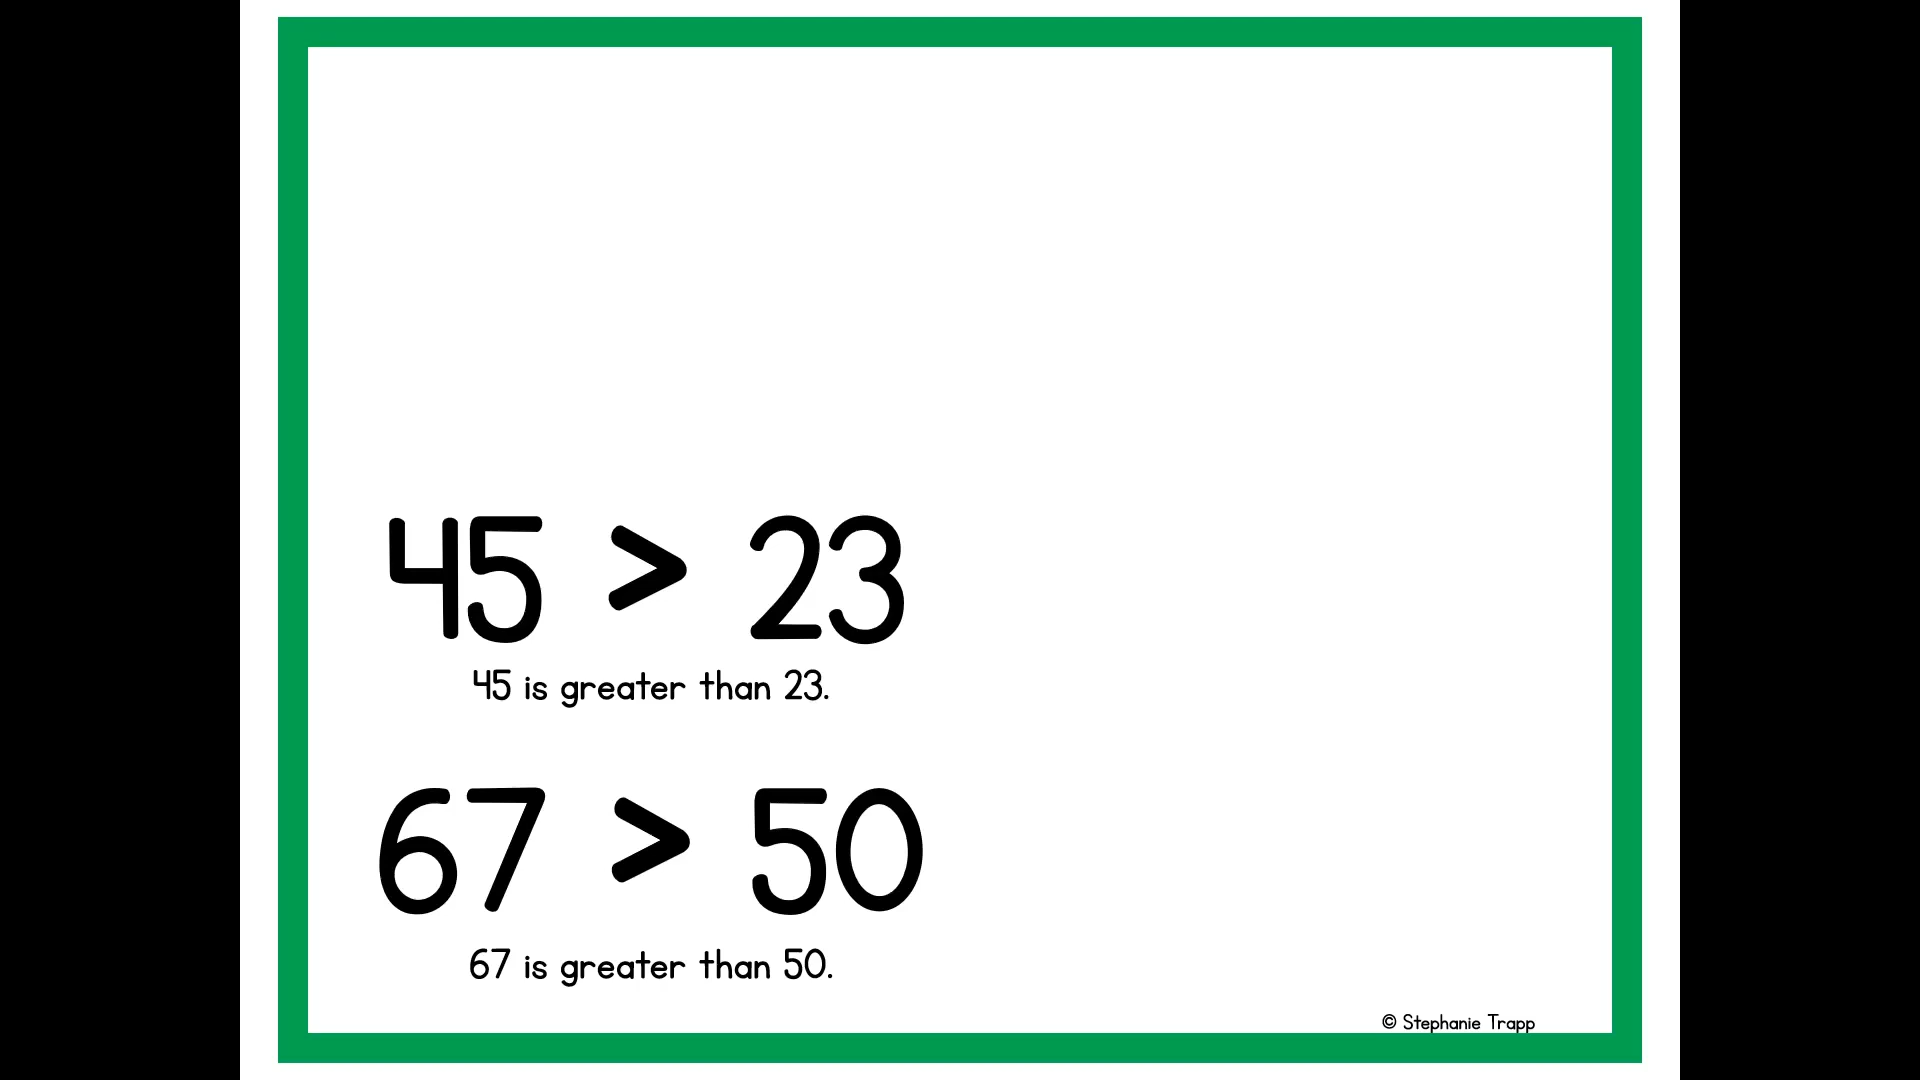 45 > 23
45 is greater than 23.
67 > 50
67 is greater than 50.
© Stephanie Trapp